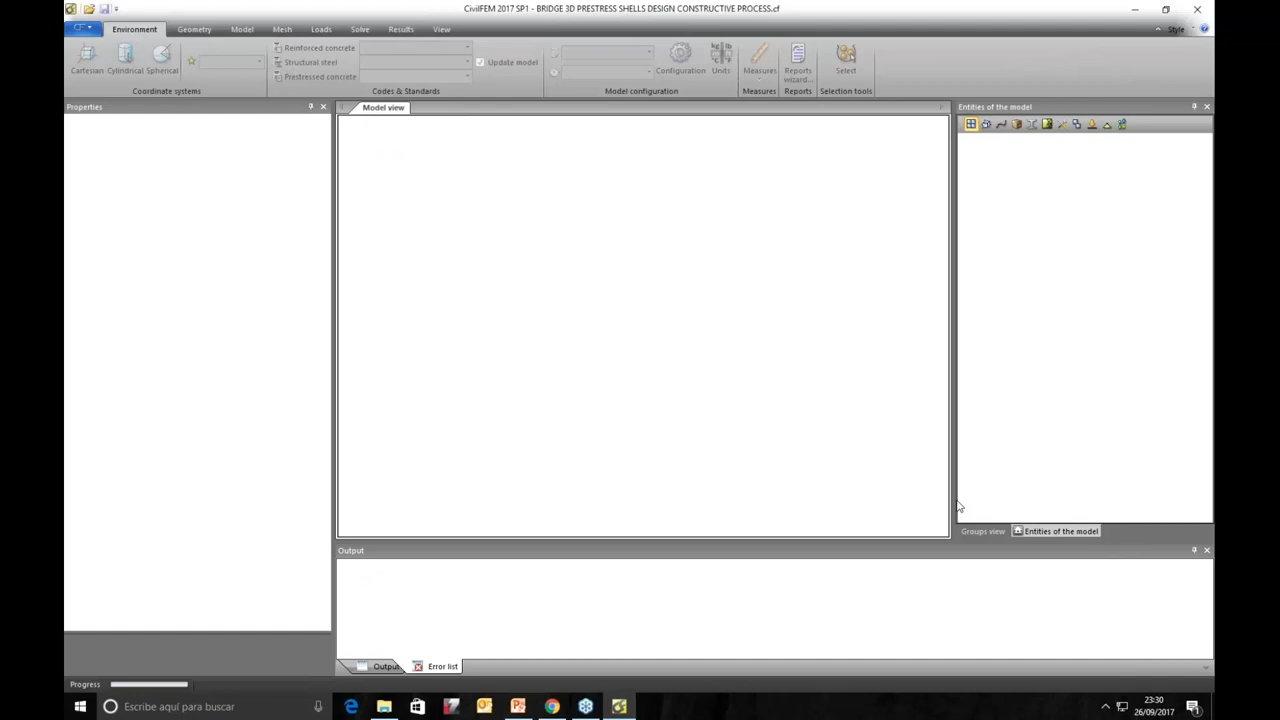 CivilFEM 2017 SP1 - BRIDGE 3D PRESTRESS SHELLS DESIGN CONSTRUCTIVE PROCESS.cf
Environment Geometry Model Mesh Loads Solve Results View Style
Reinforced concrete
Structural steel Update model
Prestressed concrete
Cartesian Cylindrical Spherical Configuration Units Measures Reports wizard... Select
Coordinate systems Codes & Standards Model configuration Measures Reports Selection tools
Properties Model view Entities of the model
Groups view Entities of the model
Output
Output Error list
Progress
Escribe aquí para buscar
23:30
26/09/2017
1